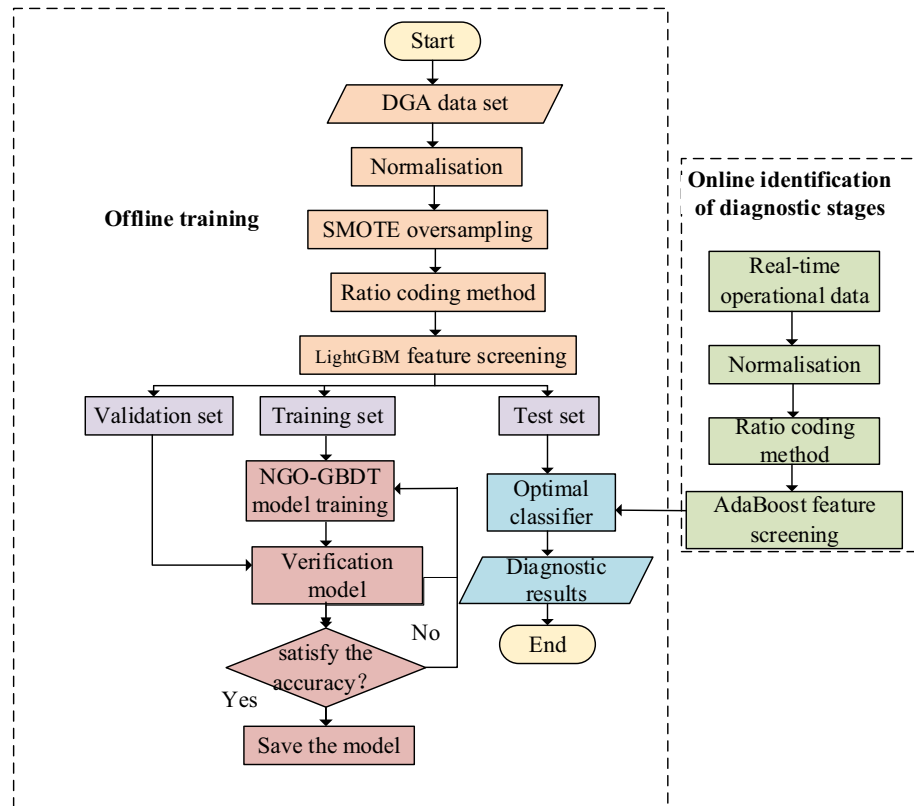 Start
DGA data set
Normalisation
SMOTE oversampling
Ratio coding method
LightGBM feature screening
Offline training
Validation set
Training set
Test set
NGO-GBDT
model training
Verification
model
No
satisfy the
accuracy?
Yes
Save the model
Optimal
classifier
Diagnostic
results
End
Online identification
of diagnostic stages
Real-time
operational data
Normalisation
Ratio coding
method
AdaBoost feature
screening